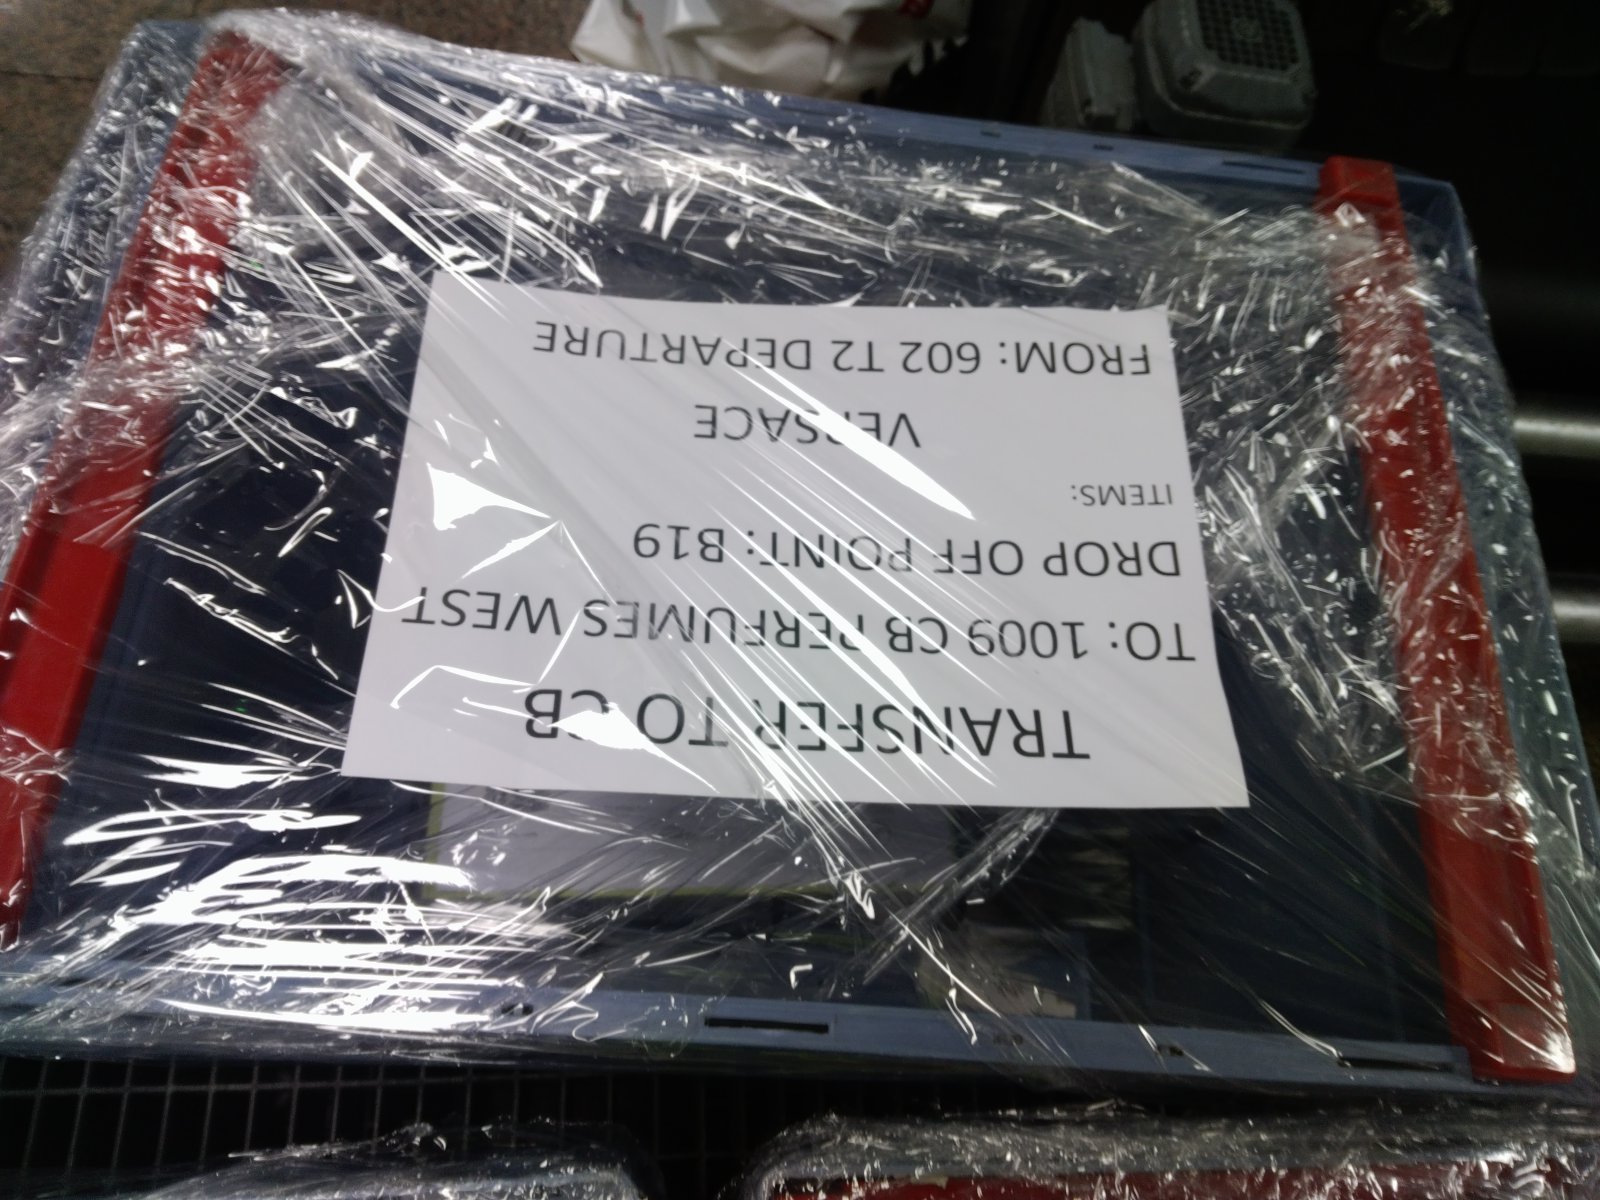 TRANSFER TO CB
TO: 1009 CB PERFUMES WEST
DROP OFF POINT: B19
ITEMS:
VERSACE
FROM: 602 T2 DEPARTURE